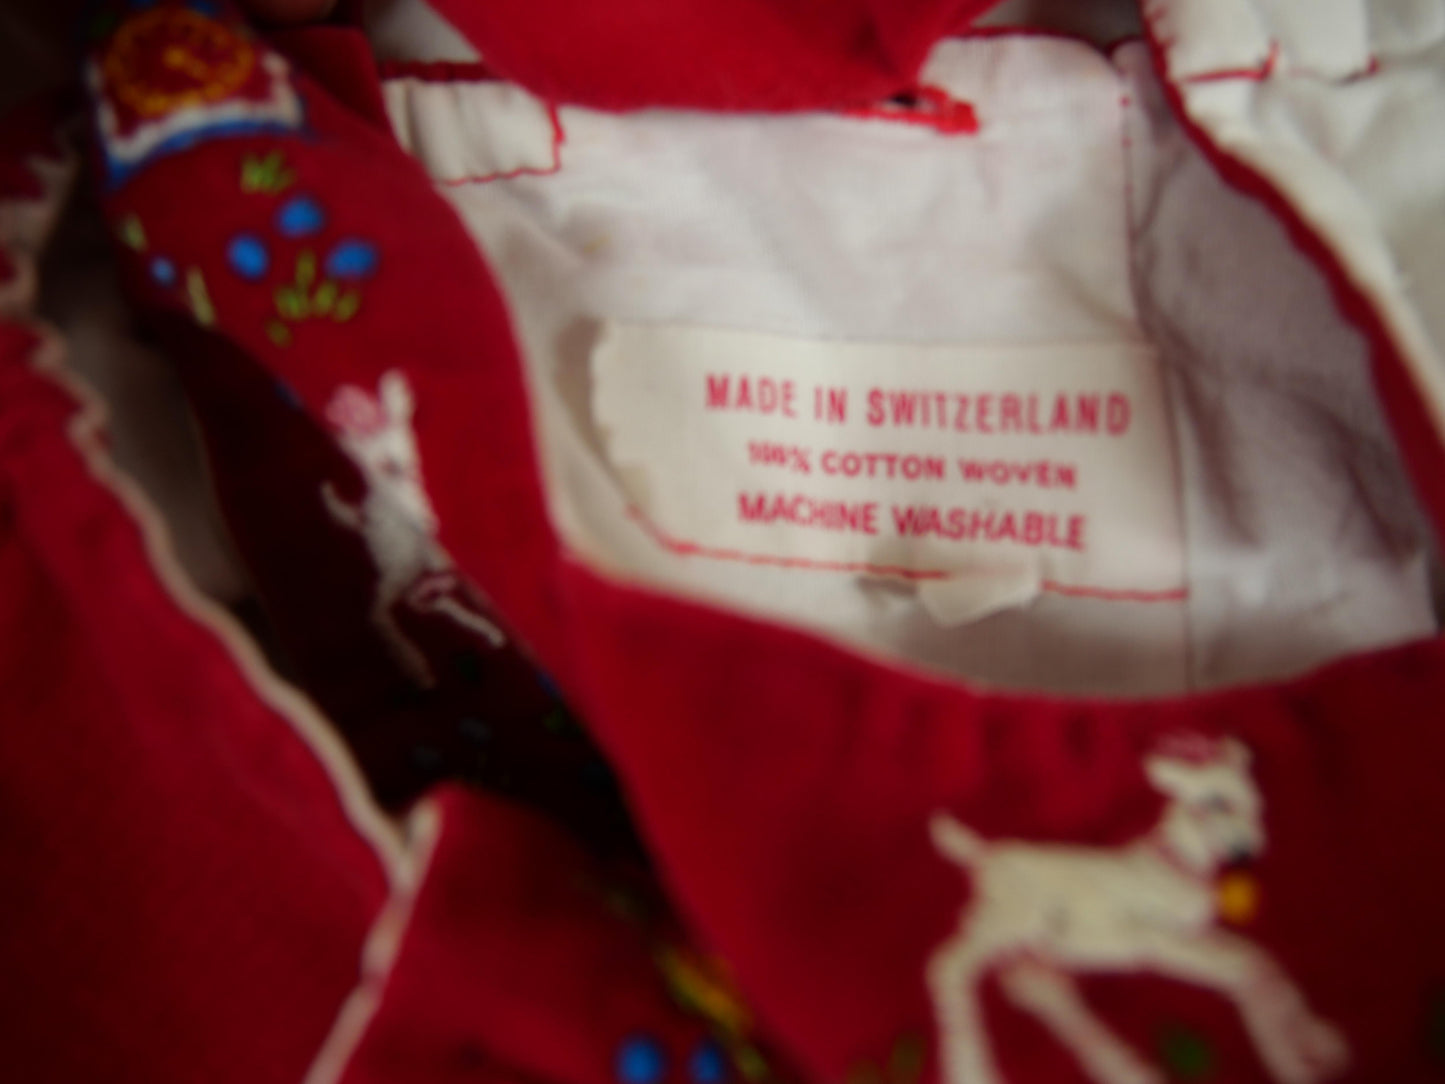 MADE IN SWITZERLAND
100% COTTON WOVEN
MACHINE WASHABLE